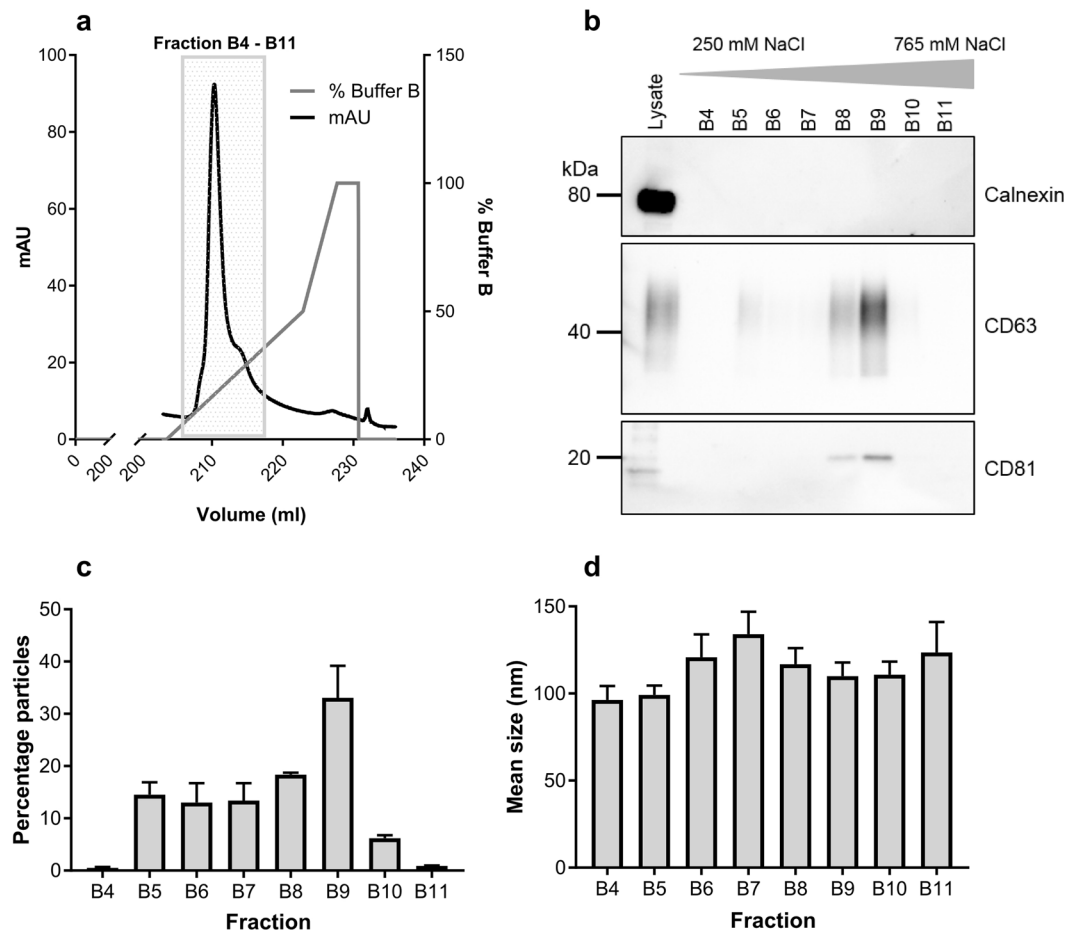 a
Fraction B4 - B11
100
80
60
40
20
0
mAU
150
100
50
0
% Buffer B
% Buffer B
mAU
0
200
200
210
220
230
240
Volume (ml)
b
250 mM NaCl
765 mM NaCl
Lysate
B4
B5
B6
B7
B8
B9
B10
B11
kDa
80
Calnexin
40
CD63
20
CD81
c
50
40
30
20
10
0
Percentage particles
B4 B5 B6 B7 B8 B9 B10 B11
Fraction
d
150
100
50
0
Mean size (nm)
B4 B5 B6 B7 B8 B9 B10 B11
Fraction